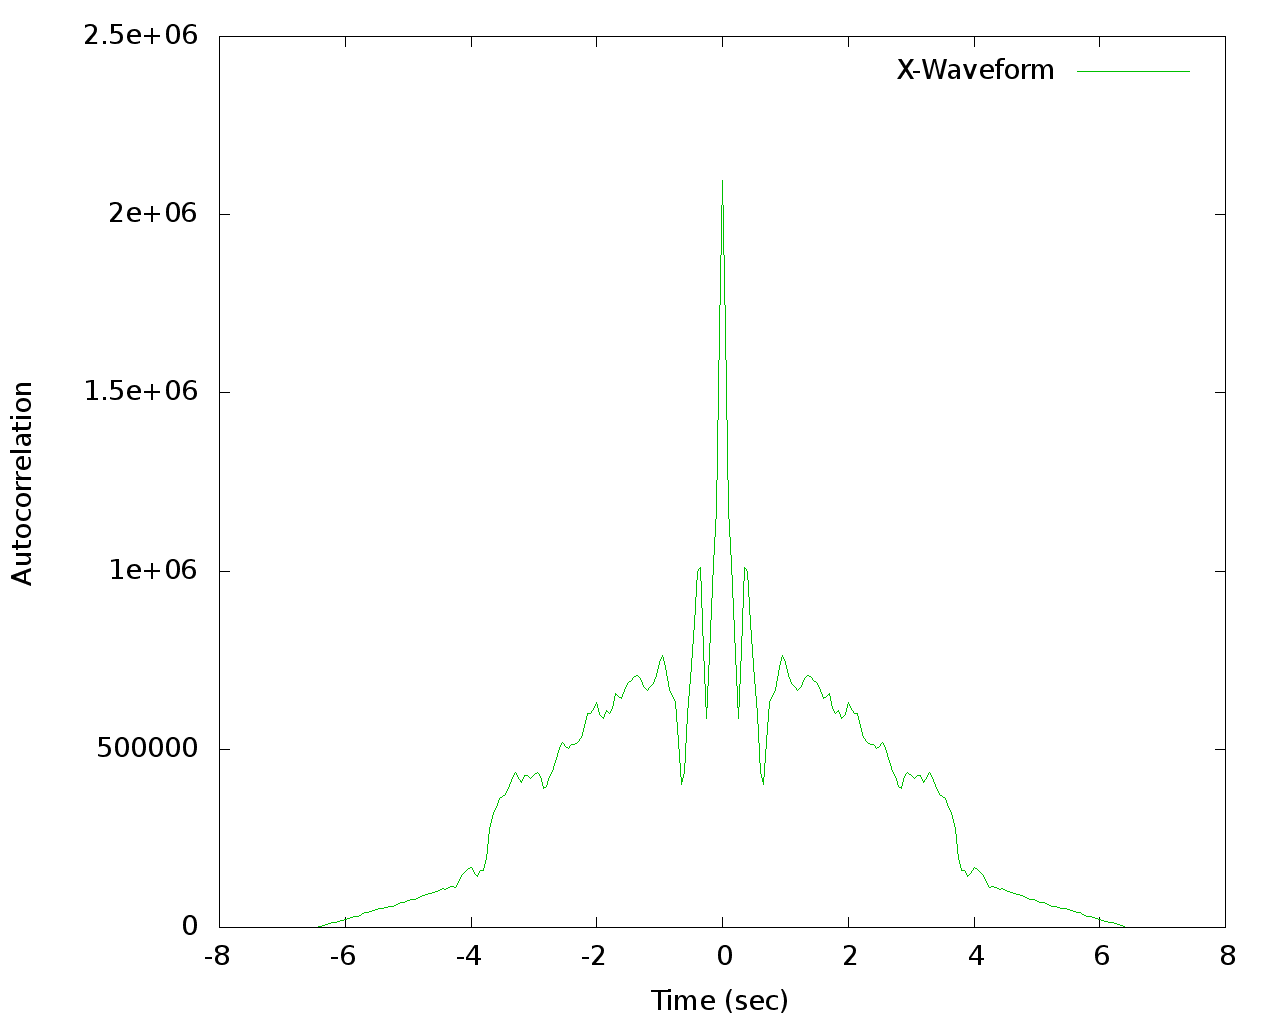 2.5e+06
X-Waveform
2e+06
1.5e+06
Autocorrelation
1e+06
500000
0
-8 -6 -4 -2 0 2 4 6 8
Time (sec)